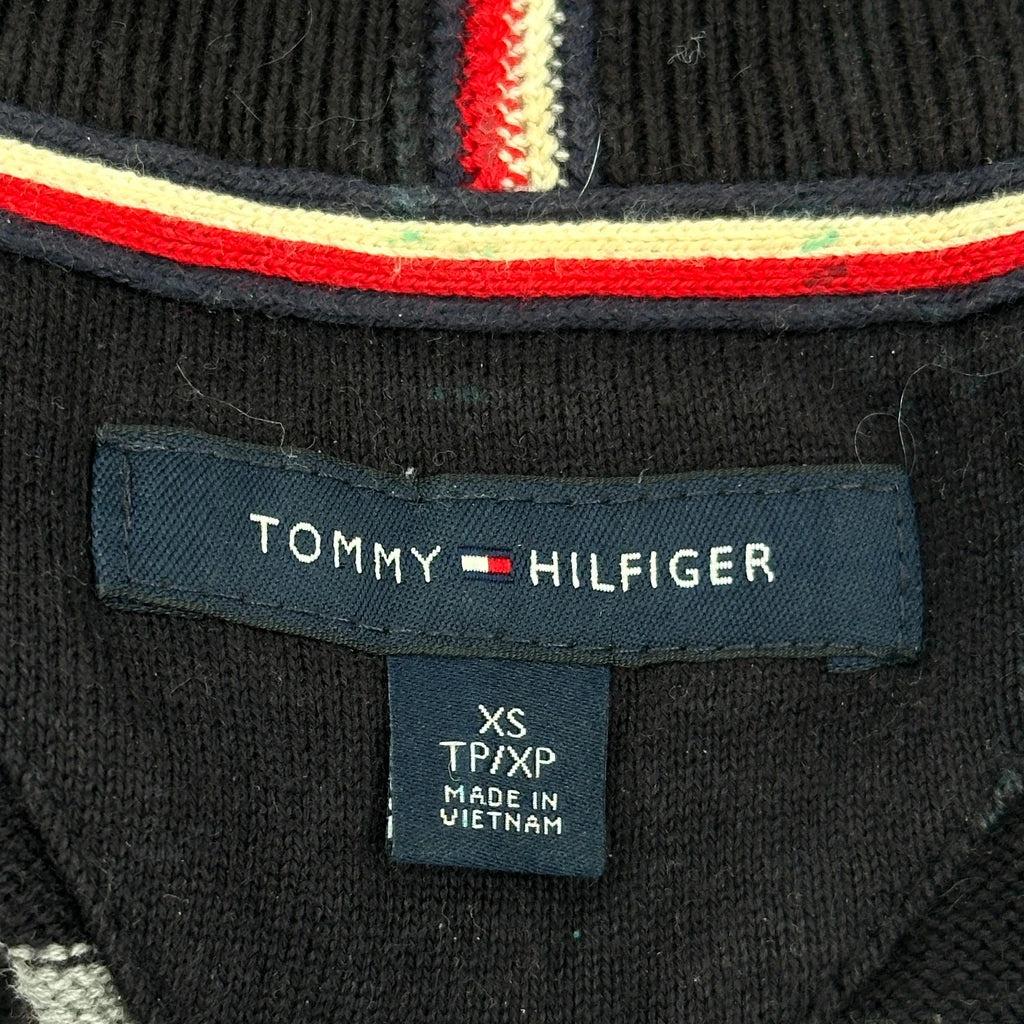 TOMMY HILFIGER
XS
TP/XP
MADE IN
VIETNAM